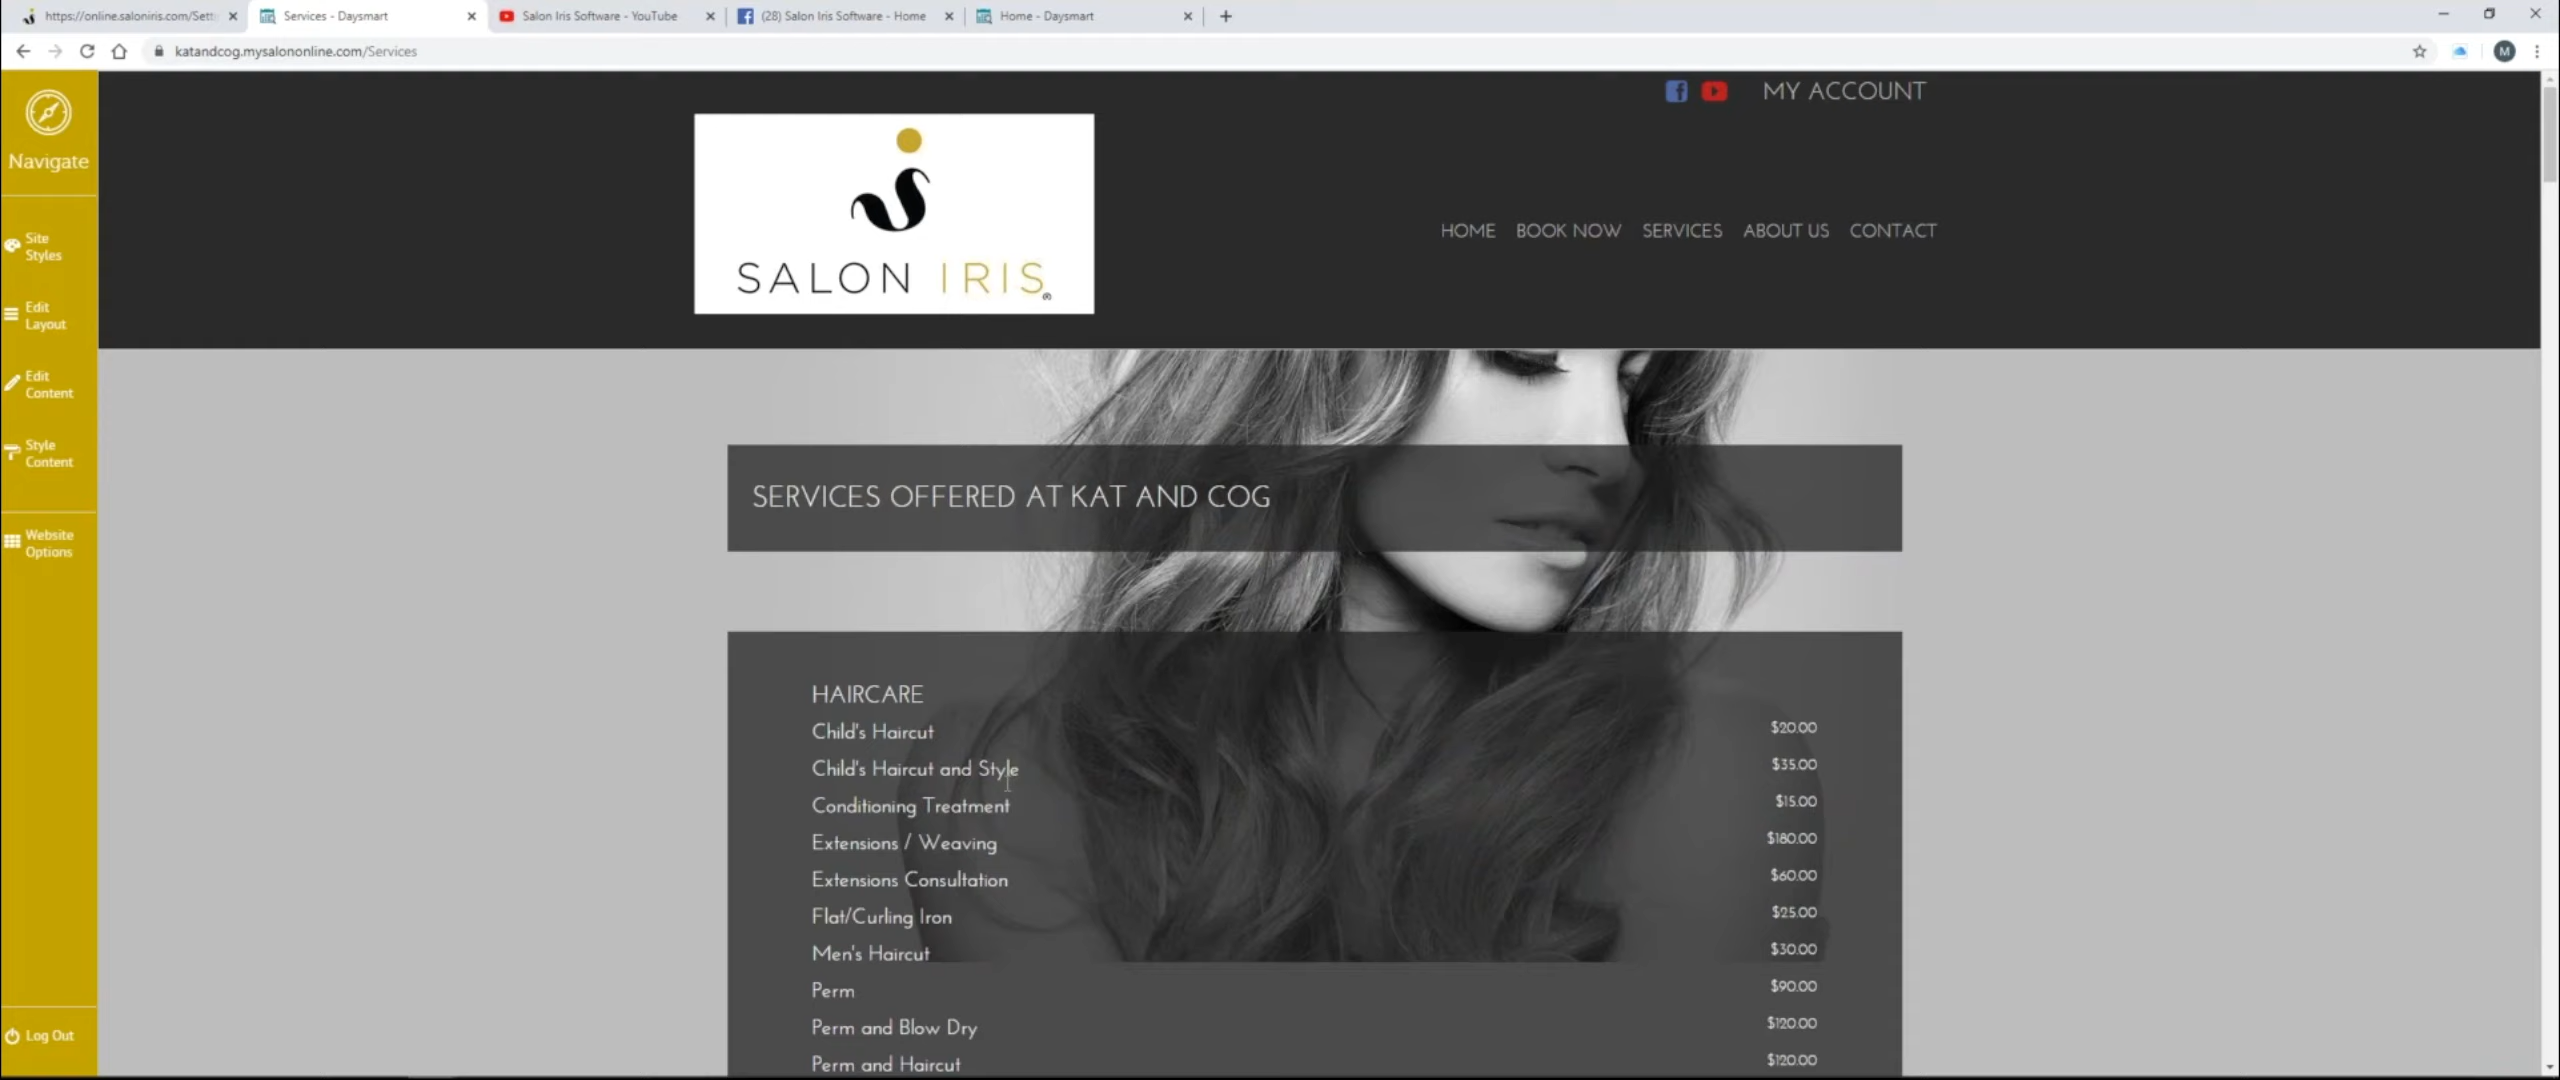 https://online.saloniris.com/Setti
Services - Daysmart
Salon Iris Software - YouTube
(28) Salon Iris Software - Home
Home - Daysmart
katandcog.mysalononline.com/Services
M
Navigate
Site
Styles
Edit
Layout
Edit
Content
Style
Content
Website
Options
Log Out
MY ACCOUNT
SALON IRIS®
HOME BOOK NOW SERVICES ABOUT US CONTACT
SERVICES OFFERED AT KAT AND COG
HAIRCARE
Child's Haircut $20.00
Child's Haircut and Style $35.00
Conditioning Treatment $15.00
Extensions / Weaving $180.00
Extensions Consultation $60.00
Flat/Curling Iron $25.00
Men's Haircut $30.00
Perm $90.00
Perm and Blow Dry $120.00
Perm and Haircut $120.00